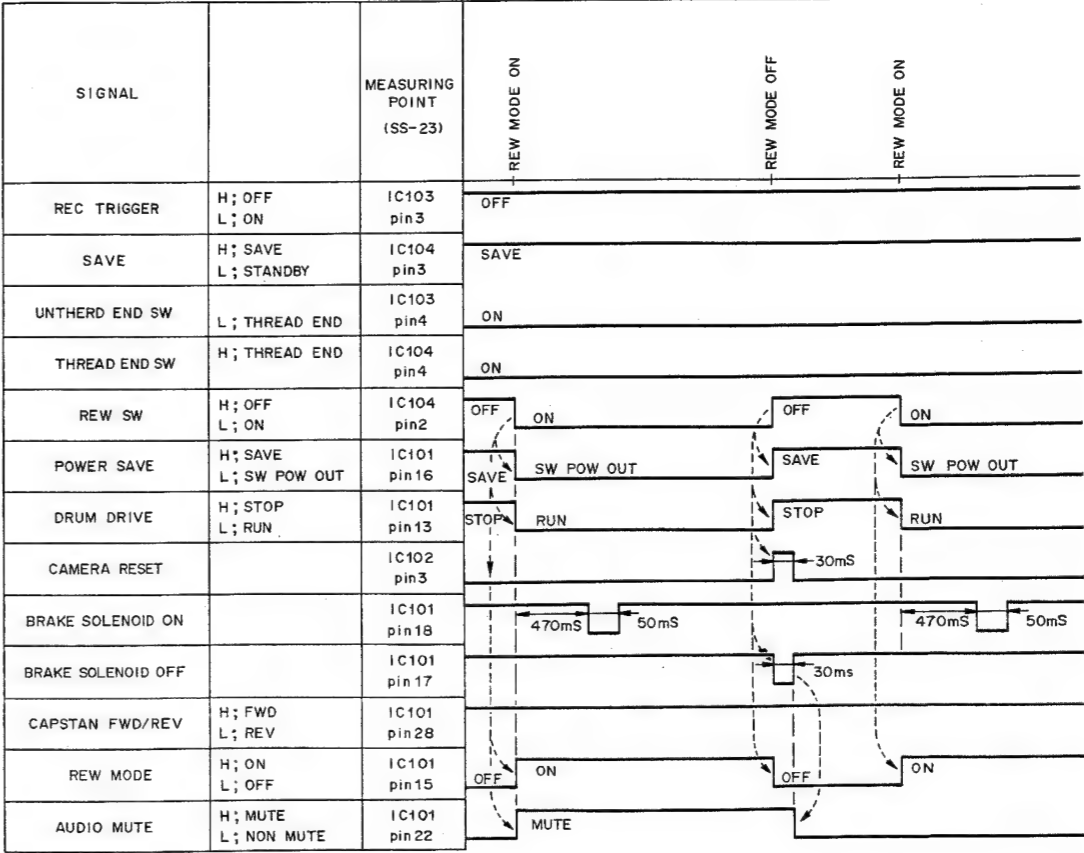 SIGNAL
MEASURING
POINT
(SS-23)
REW MODE ON
REW MODE OFF
REW MODE ON
REC TRIGGER
H; OFF
L; ON
IC103
pin3
OFF
SAVE
H; SAVE
L; STANDBY
IC104
pin3
SAVE
UNTHERD END SW
L; THREAD END
IC103
pin4
ON
THREAD END SW
H; THREAD END
IC104
pin4
ON
REW SW
H; OFF
L; ON
IC104
pin2
OFF
ON
OFF
ON
POWER SAVE
H; SAVE
L; SW POW OUT
IC101
pin16
SAVE
SW POW OUT
SAVE
SW POW OUT
DRUM DRIVE
H; STOP
L; RUN
IC101
pin13
STOP
RUN
STOP
RUN
CAMERA RESET
IC102
pin3
30mS
BRAKE SOLENOID ON
IC101
pin18
470mS
50mS
470mS
50mS
BRAKE SOLENOID OFF
IC101
pin17
30ms
CAPSTAN FWD/REV
H; FWD
L; REV
IC101
pin28
REW MODE
H; ON
L; OFF
IC101
pin15
OFF
ON
OFF
ON
AUDIO MUTE
H; MUTE
L; NON MUTE
IC101
pin22
MUTE